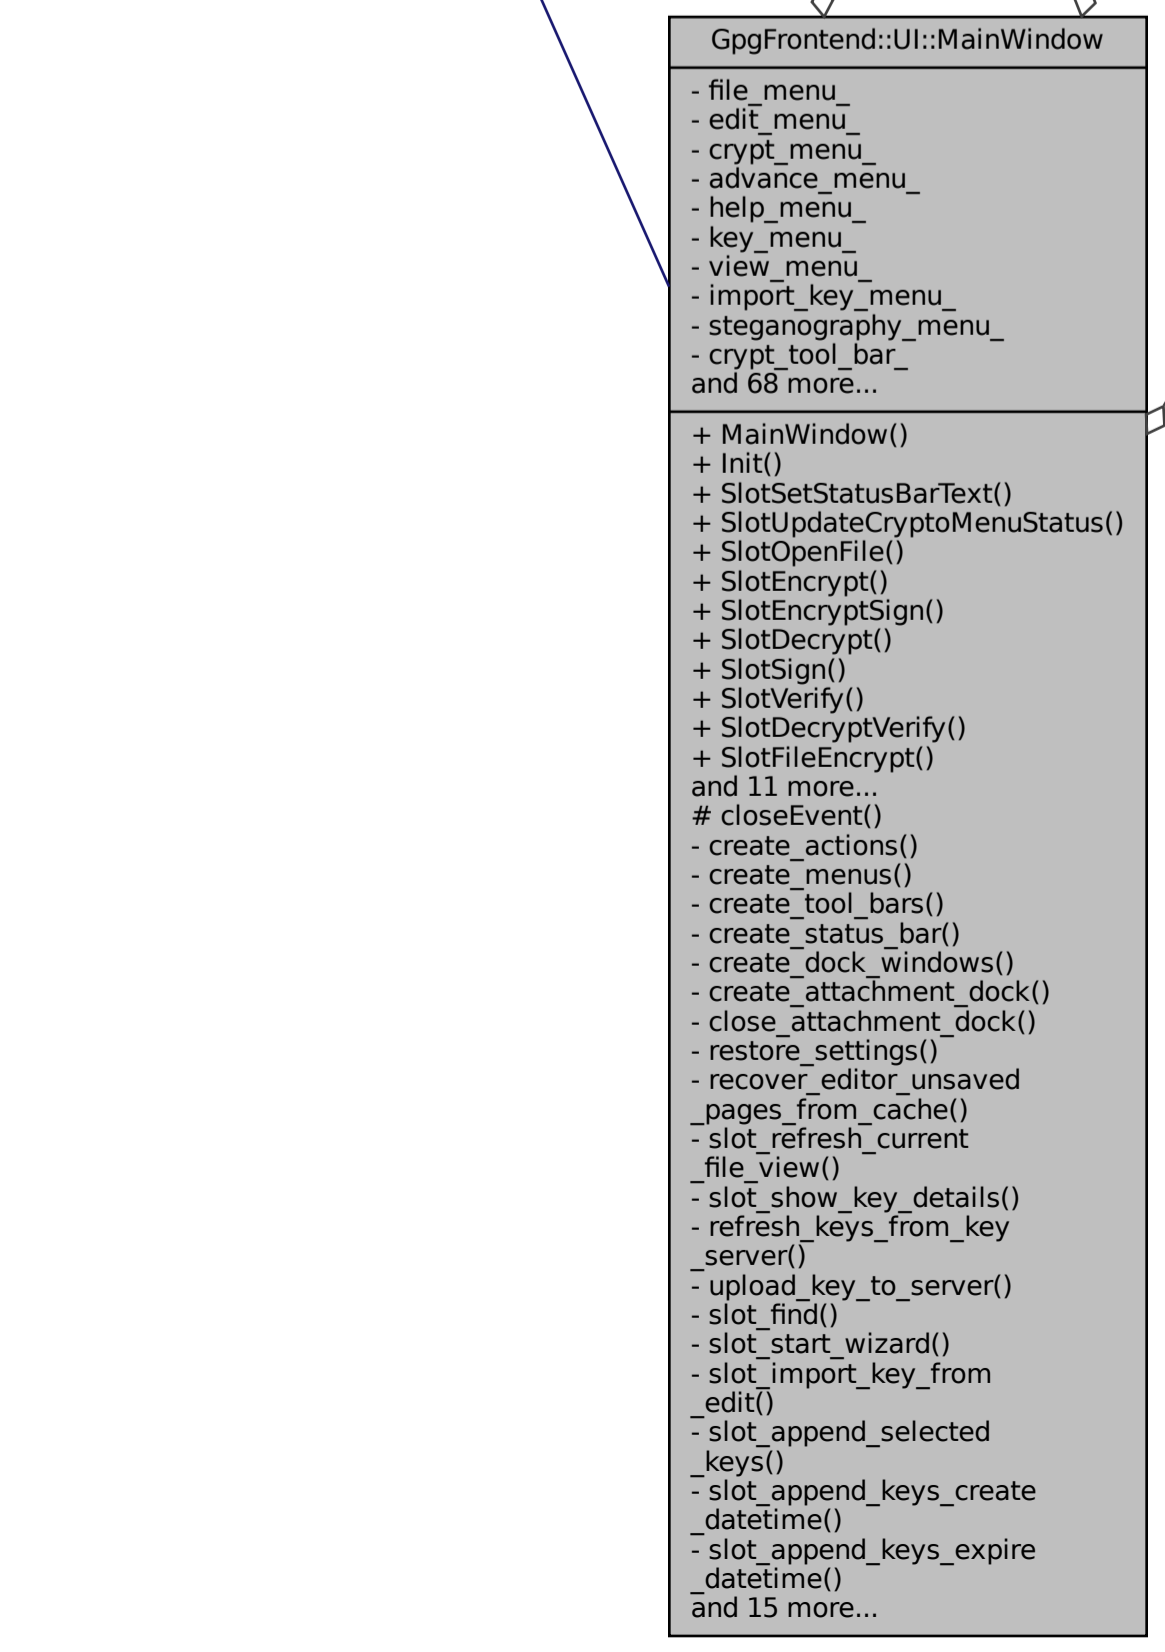 GpgFrontend::UI::MainWindow
- file_menu_
- edit_menu_
- crypt_menu_
- advance_menu_
- help_menu_
- key_menu_
- view_menu_
- import_key_menu_
- steganography_menu_
- crypt_tool_bar_
and 68 more...
+ MainWindow()
+ Init()
+ SlotSetStatusBarText()
+ SlotUpdateCryptoMenuStatus()
+ SlotOpenFile()
+ SlotEncrypt()
+ SlotEncryptSign()
+ SlotDecrypt()
+ SlotSign()
+ SlotVerify()
+ SlotDecryptVerify()
+ SlotFileEncrypt()
and 11 more...
# closeEvent()
- create_actions()
- create_menus()
- create_tool_bars()
- create_status_bar()
- create_dock_windows()
- create_attachment_dock()
- close_attachment_dock()
- restore_settings()
- recover_editor_unsaved
_pages_from_cache()
- slot_refresh_current
_file_view()
- slot_show_key_details()
- refresh_keys_from_key
_server()
- upload_key_to_server()
- slot_find()
- slot_start_wizard()
- slot_import_key_from
_edit()
- slot_append_selected
_keys()
- slot_append_keys_create
_datetime()
- slot_append_keys_expire
_datetime()
and 15 more...